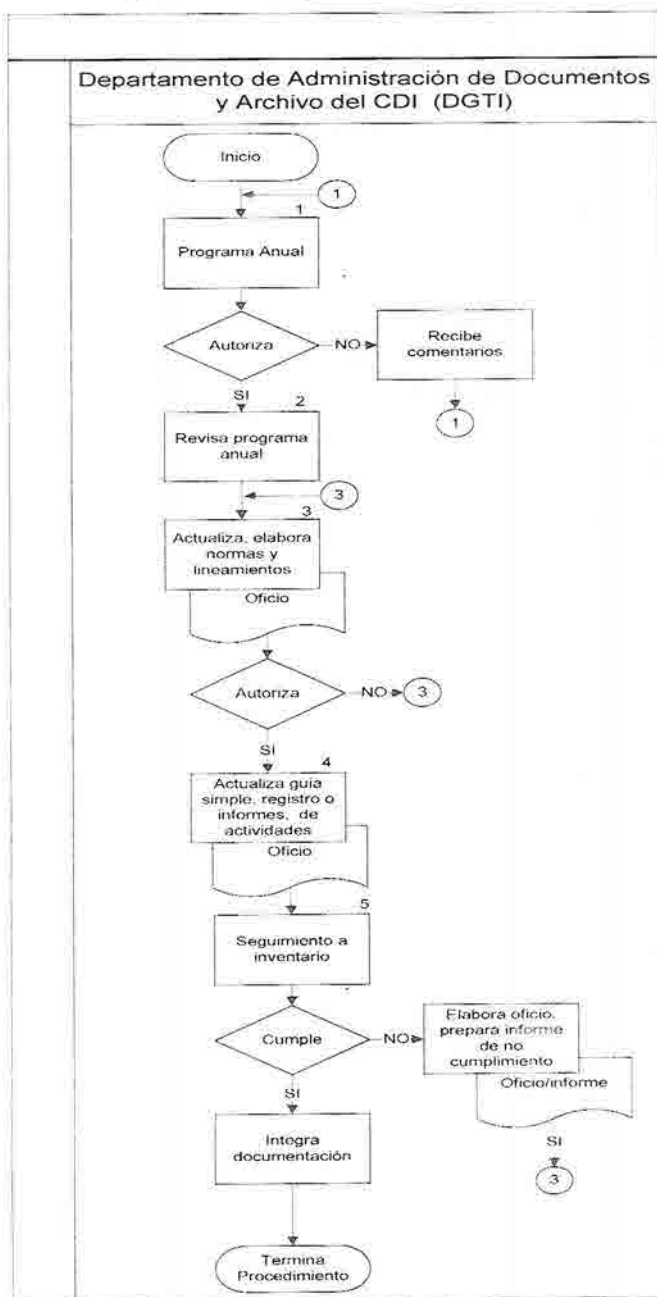 Departamento de Administración de Documentos
y Archivo del CDI (DGTI)
Inicio
1
1
Programa Anual
Autoriza
NO
Recibe
comentarios
1
SI
2
Revisa programa
anual
3
3
Actualiza, elabora
normas y
lineamientos
Oficio
Autoriza
NO
3
SI
4
Actualiza guía
simple, registro o
informes, de
actividades
Oficio
5
Seguimiento a
inventario
Cumple
NO
Elabora oficio,
prepara informe
de no
cumplimiento
Oficio/informe
SI
3
SI
Integra
documentación
Termina
Procedimiento